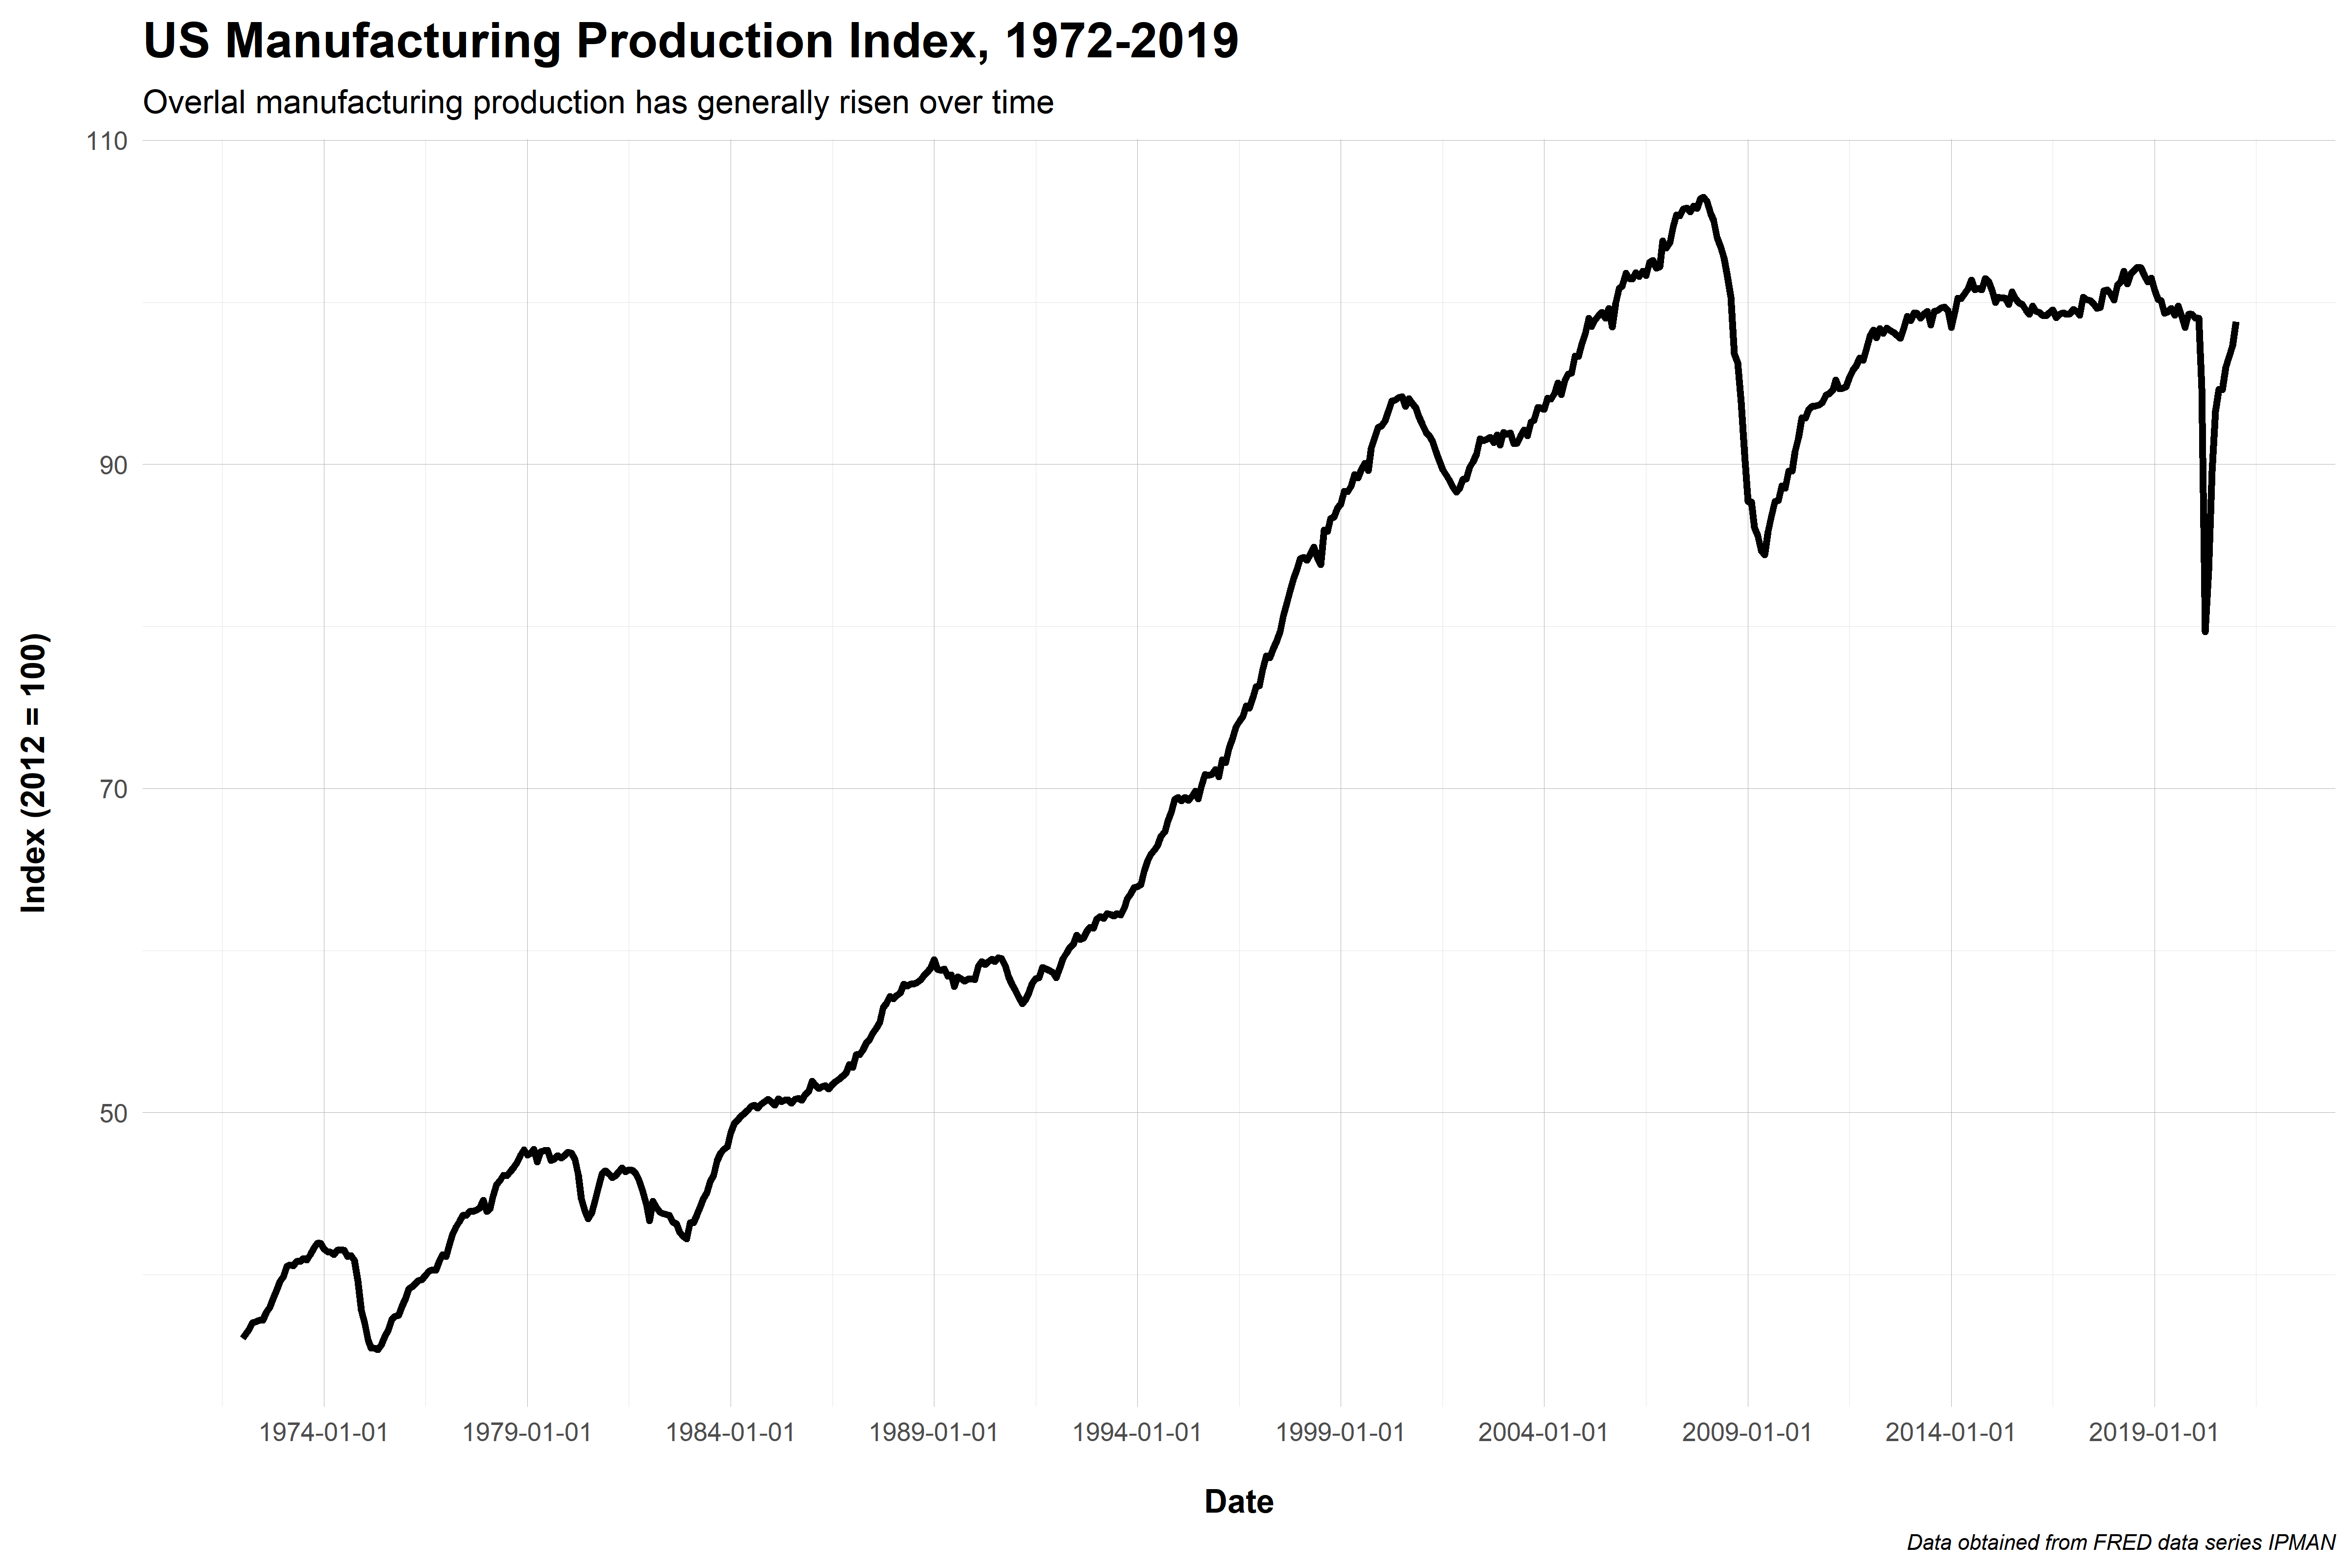 US Manufacturing Production Index, 1972-2019
Overlal manufacturing production has generally risen over time
110
90
70
50
Index (2012 = 100)
1974-01-01 1979-01-01 1984-01-01 1989-01-01 1994-01-01 1999-01-01 2004-01-01 2009-01-01 2014-01-01 2019-01-01
Date
Data obtained from FRED data series IPMAN